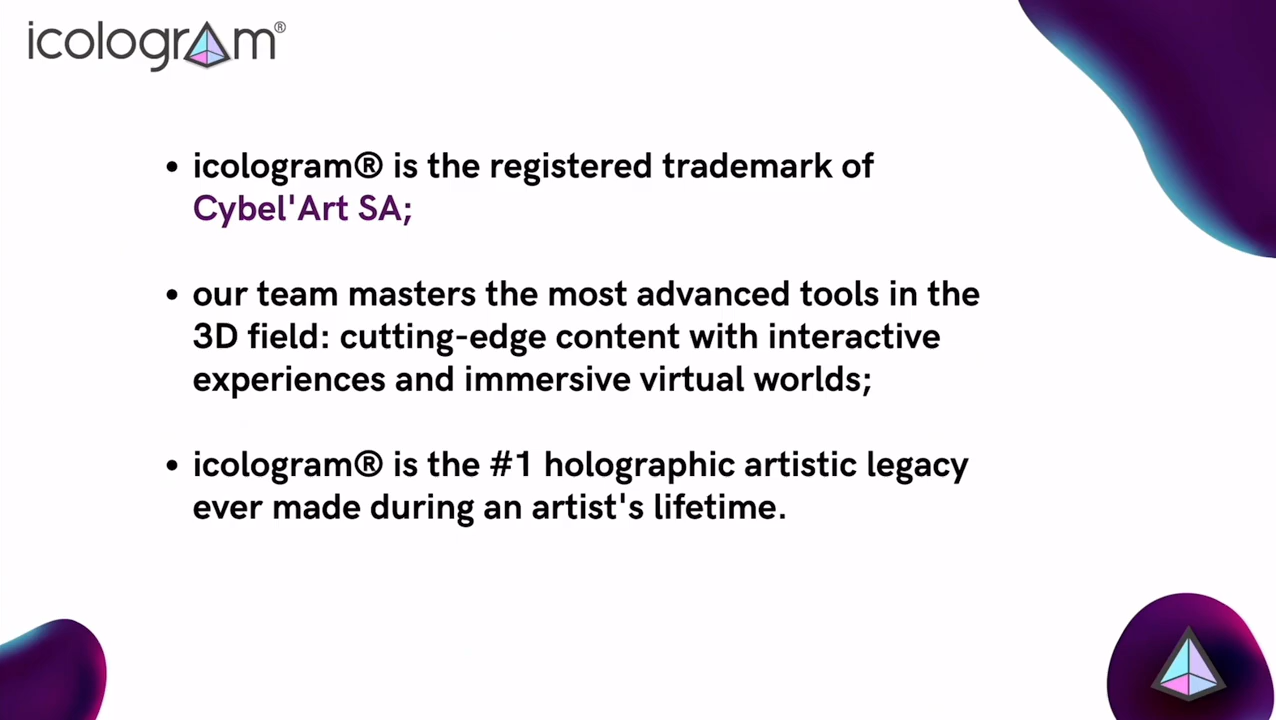 icologram®
• icologram® is the registered trademark of
Cybel'Art SA;
• our team masters the most advanced tools in the
3D field: cutting-edge content with interactive
experiences and immersive virtual worlds;
• icologram® is the #1 holographic artistic legacy
ever made during an artist's lifetime.